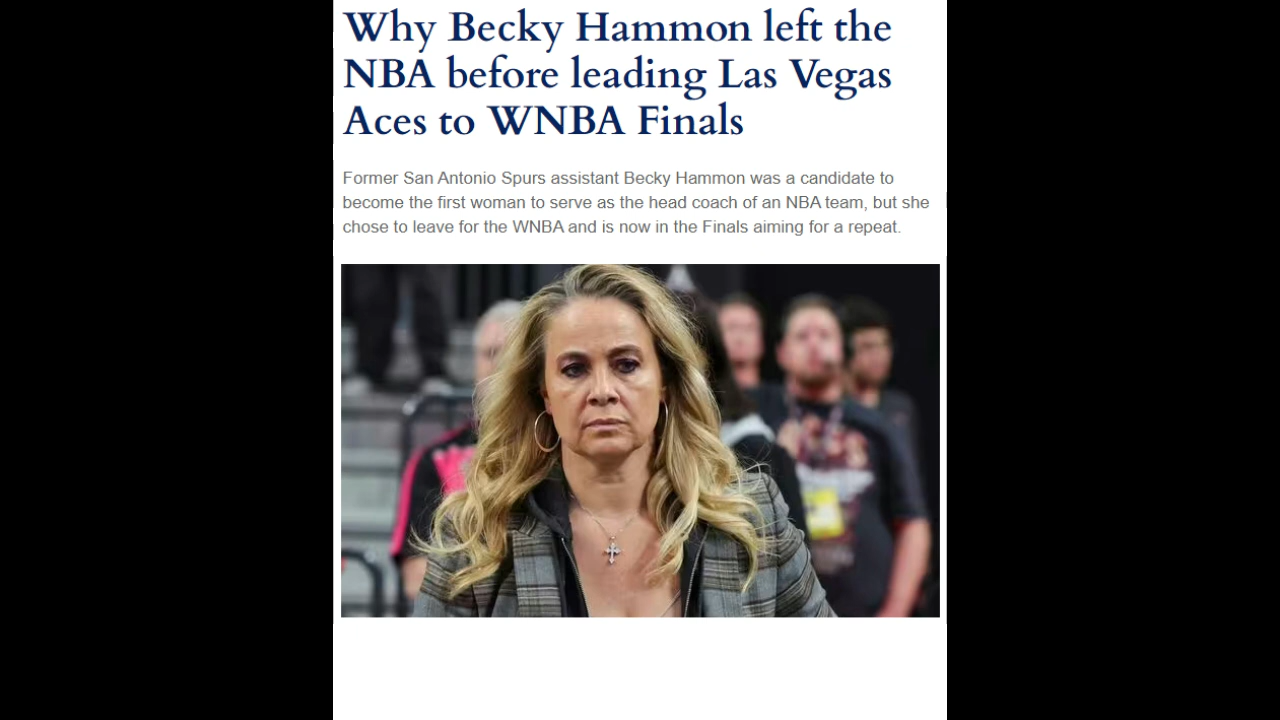 Why Becky Hammon left the
NBA before leading Las Vegas
Aces to WNBA Finals
Former San Antonio Spurs assistant Becky Hammon was a candidate to
become the first woman to serve as the head coach of an NBA team, but she
chose to leave for the WNBA and is now in the Finals aiming for a repeat.